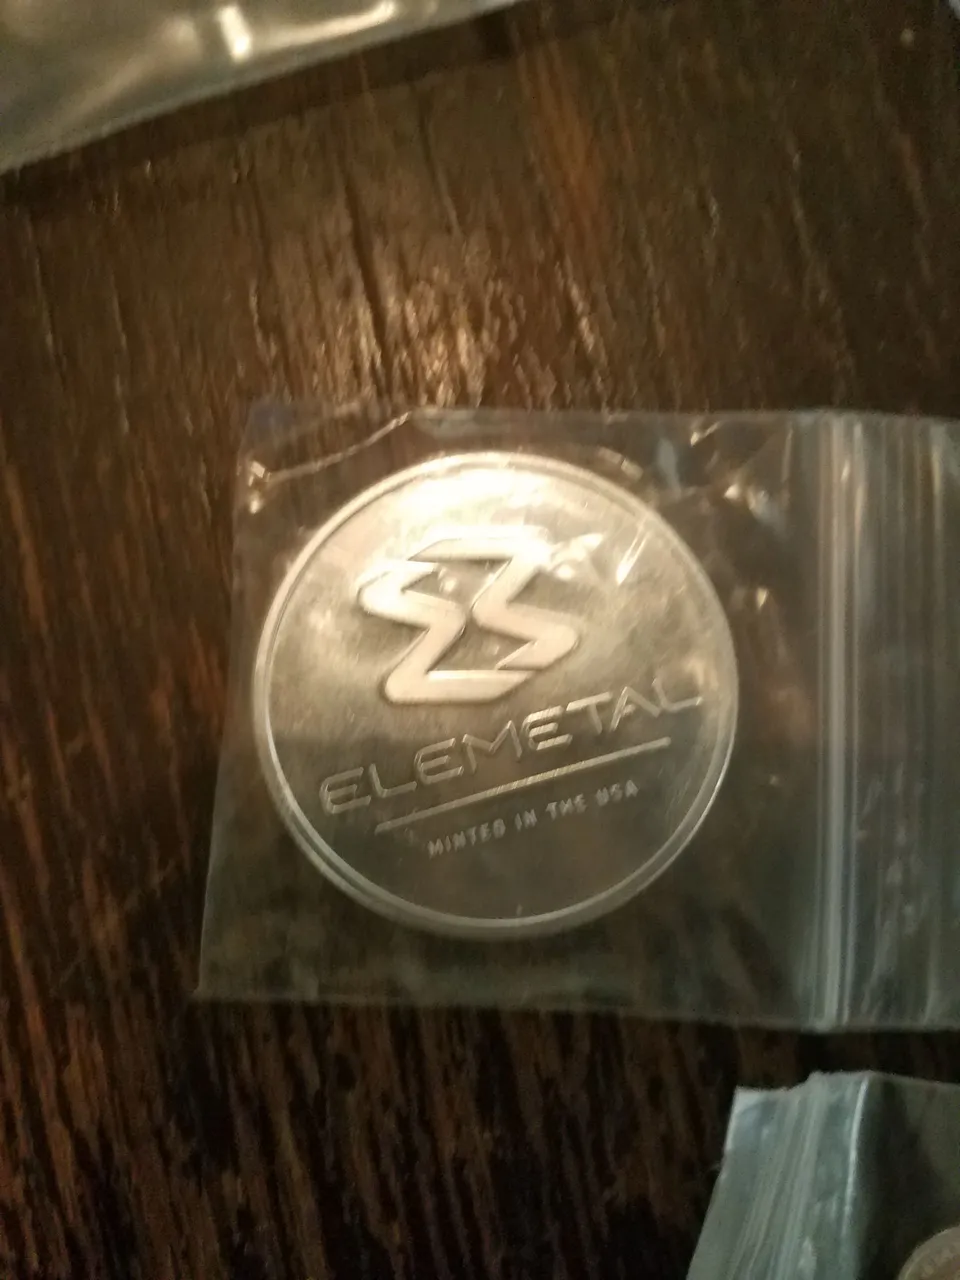 ELEMETAL
MINTED IN THE USA